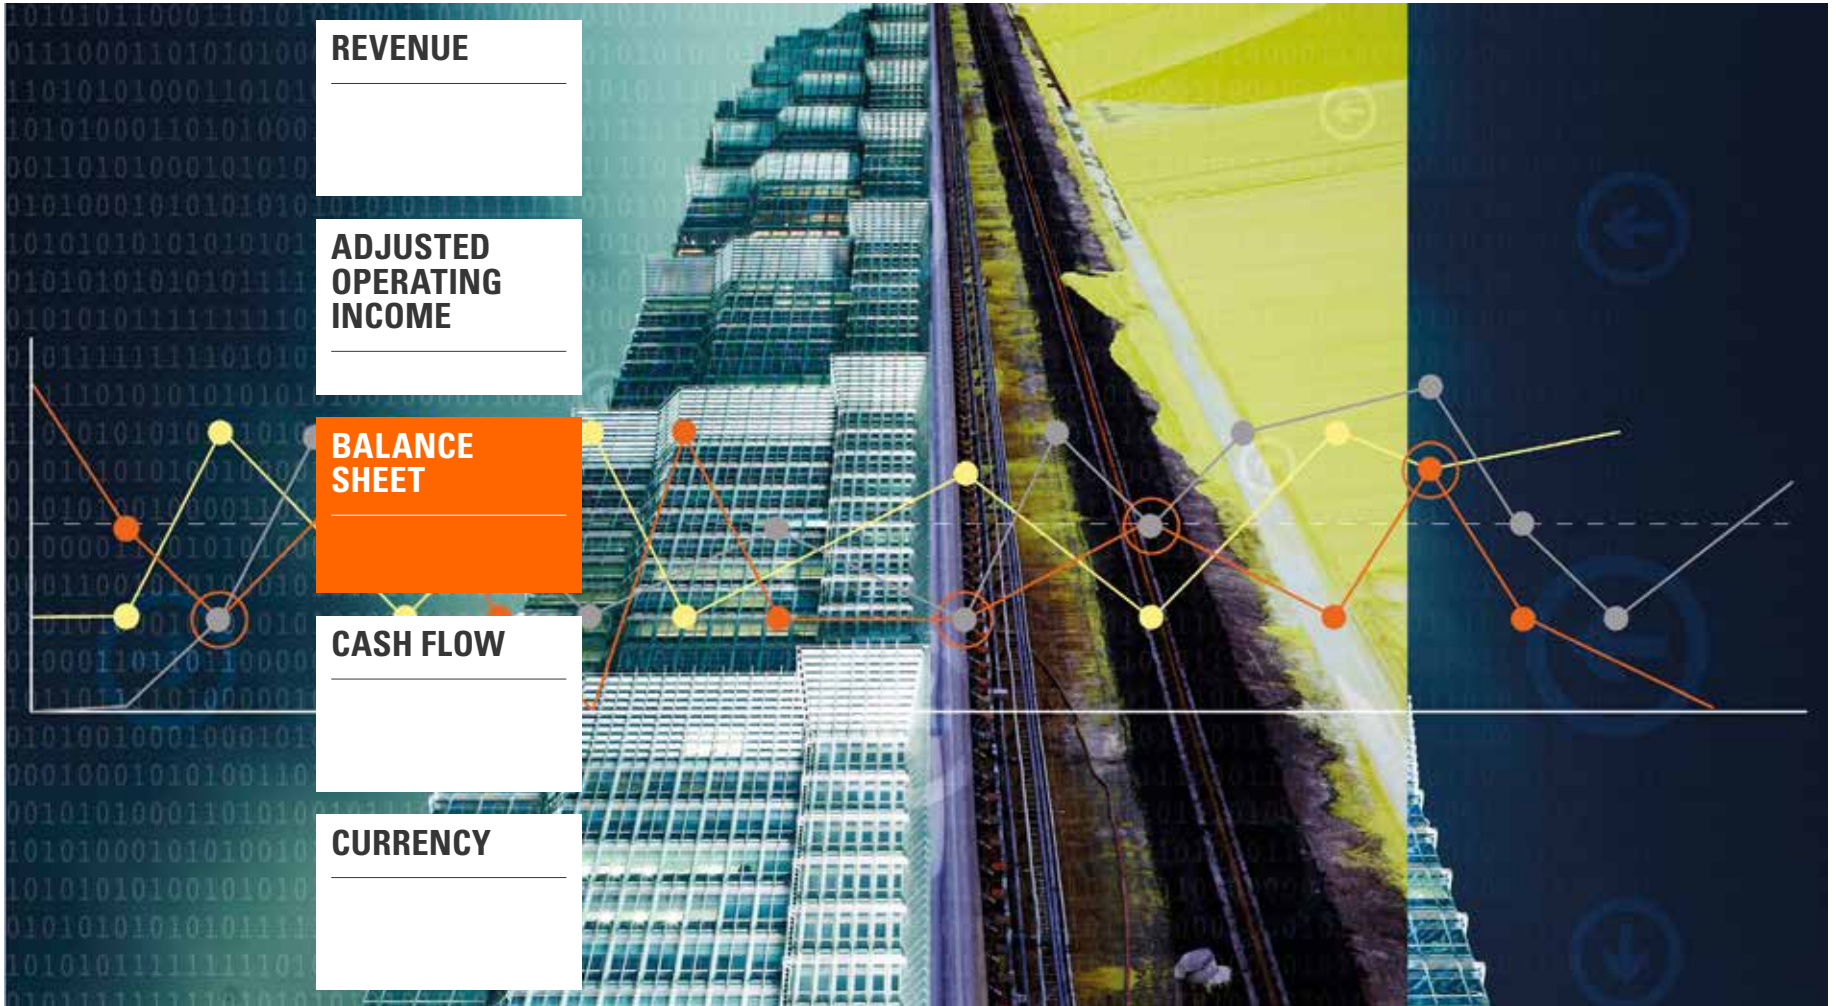 REVENUE
ADJUSTED
OPERATING
INCOME
BALANCE
SHEET
CASH FLOW
CURRENCY